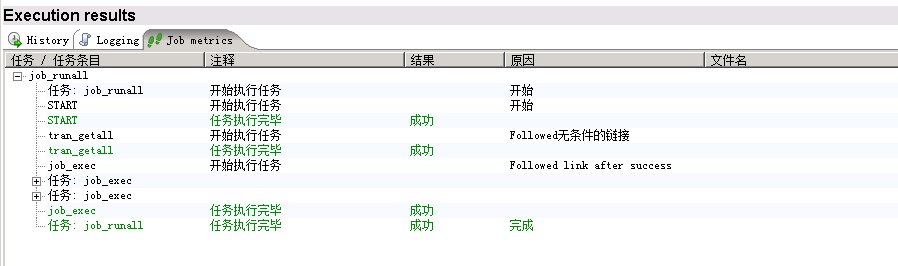 Execution results
History Logging Job metrics
任务 / 任务条目 注释 结果 原因 文件名
job_runall
任务: job_runall 开始执行任务 开始
START 开始执行任务 开始
START 任务执行完毕 成功
tran_getall 开始执行任务 Followed无条件的链接
tran_getall 任务执行完毕 成功
job_exec 开始执行任务 Followed link after success
任务: job_exec
任务: job_exec
job_exec 任务执行完毕 成功
任务: job_runall 任务执行完毕 成功 完成